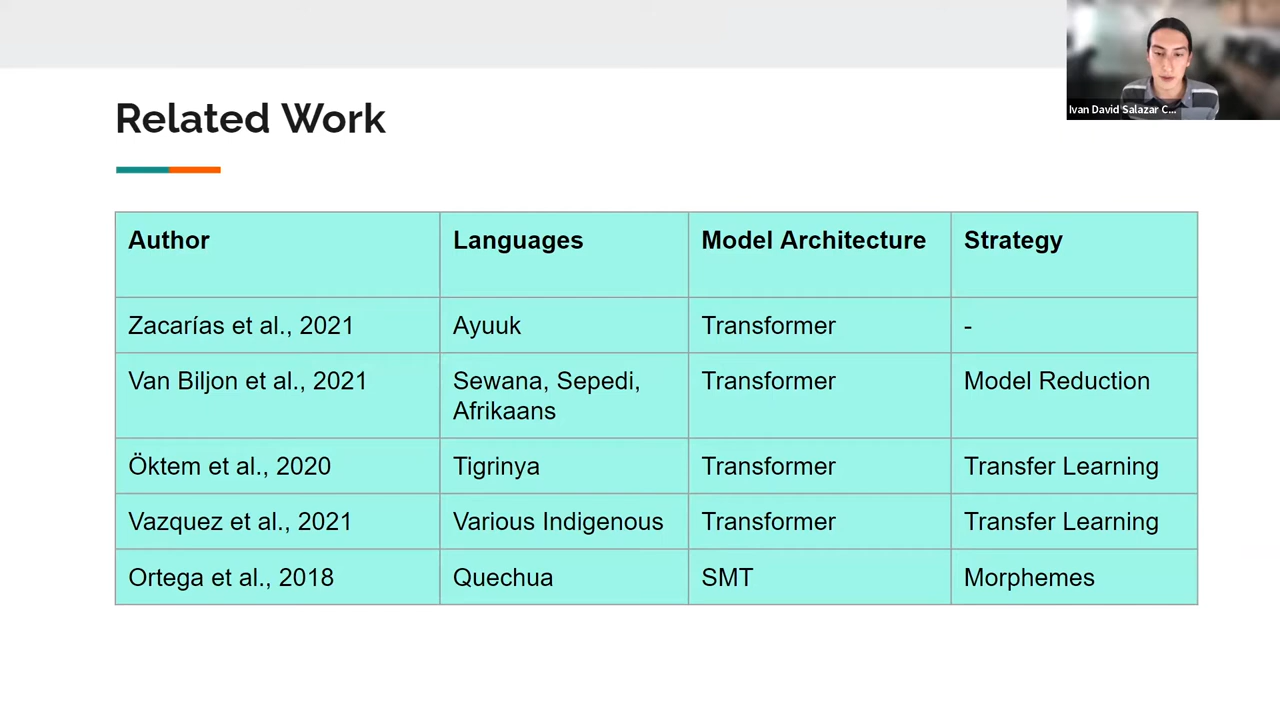 Ivan David Salazar C...
Related Work
Author Languages Model Architecture Strategy
Zacarías et al., 2021 Ayuuk Transformer -
Van Biljon et al., 2021 Sewana, Sepedi, Transformer Model Reduction
Afrikaans
Öktem et al., 2020 Tigrinya Transformer Transfer Learning
Vazquez et al., 2021 Various Indigenous Transformer Transfer Learning
Ortega et al., 2018 Quechua SMT Morphemes